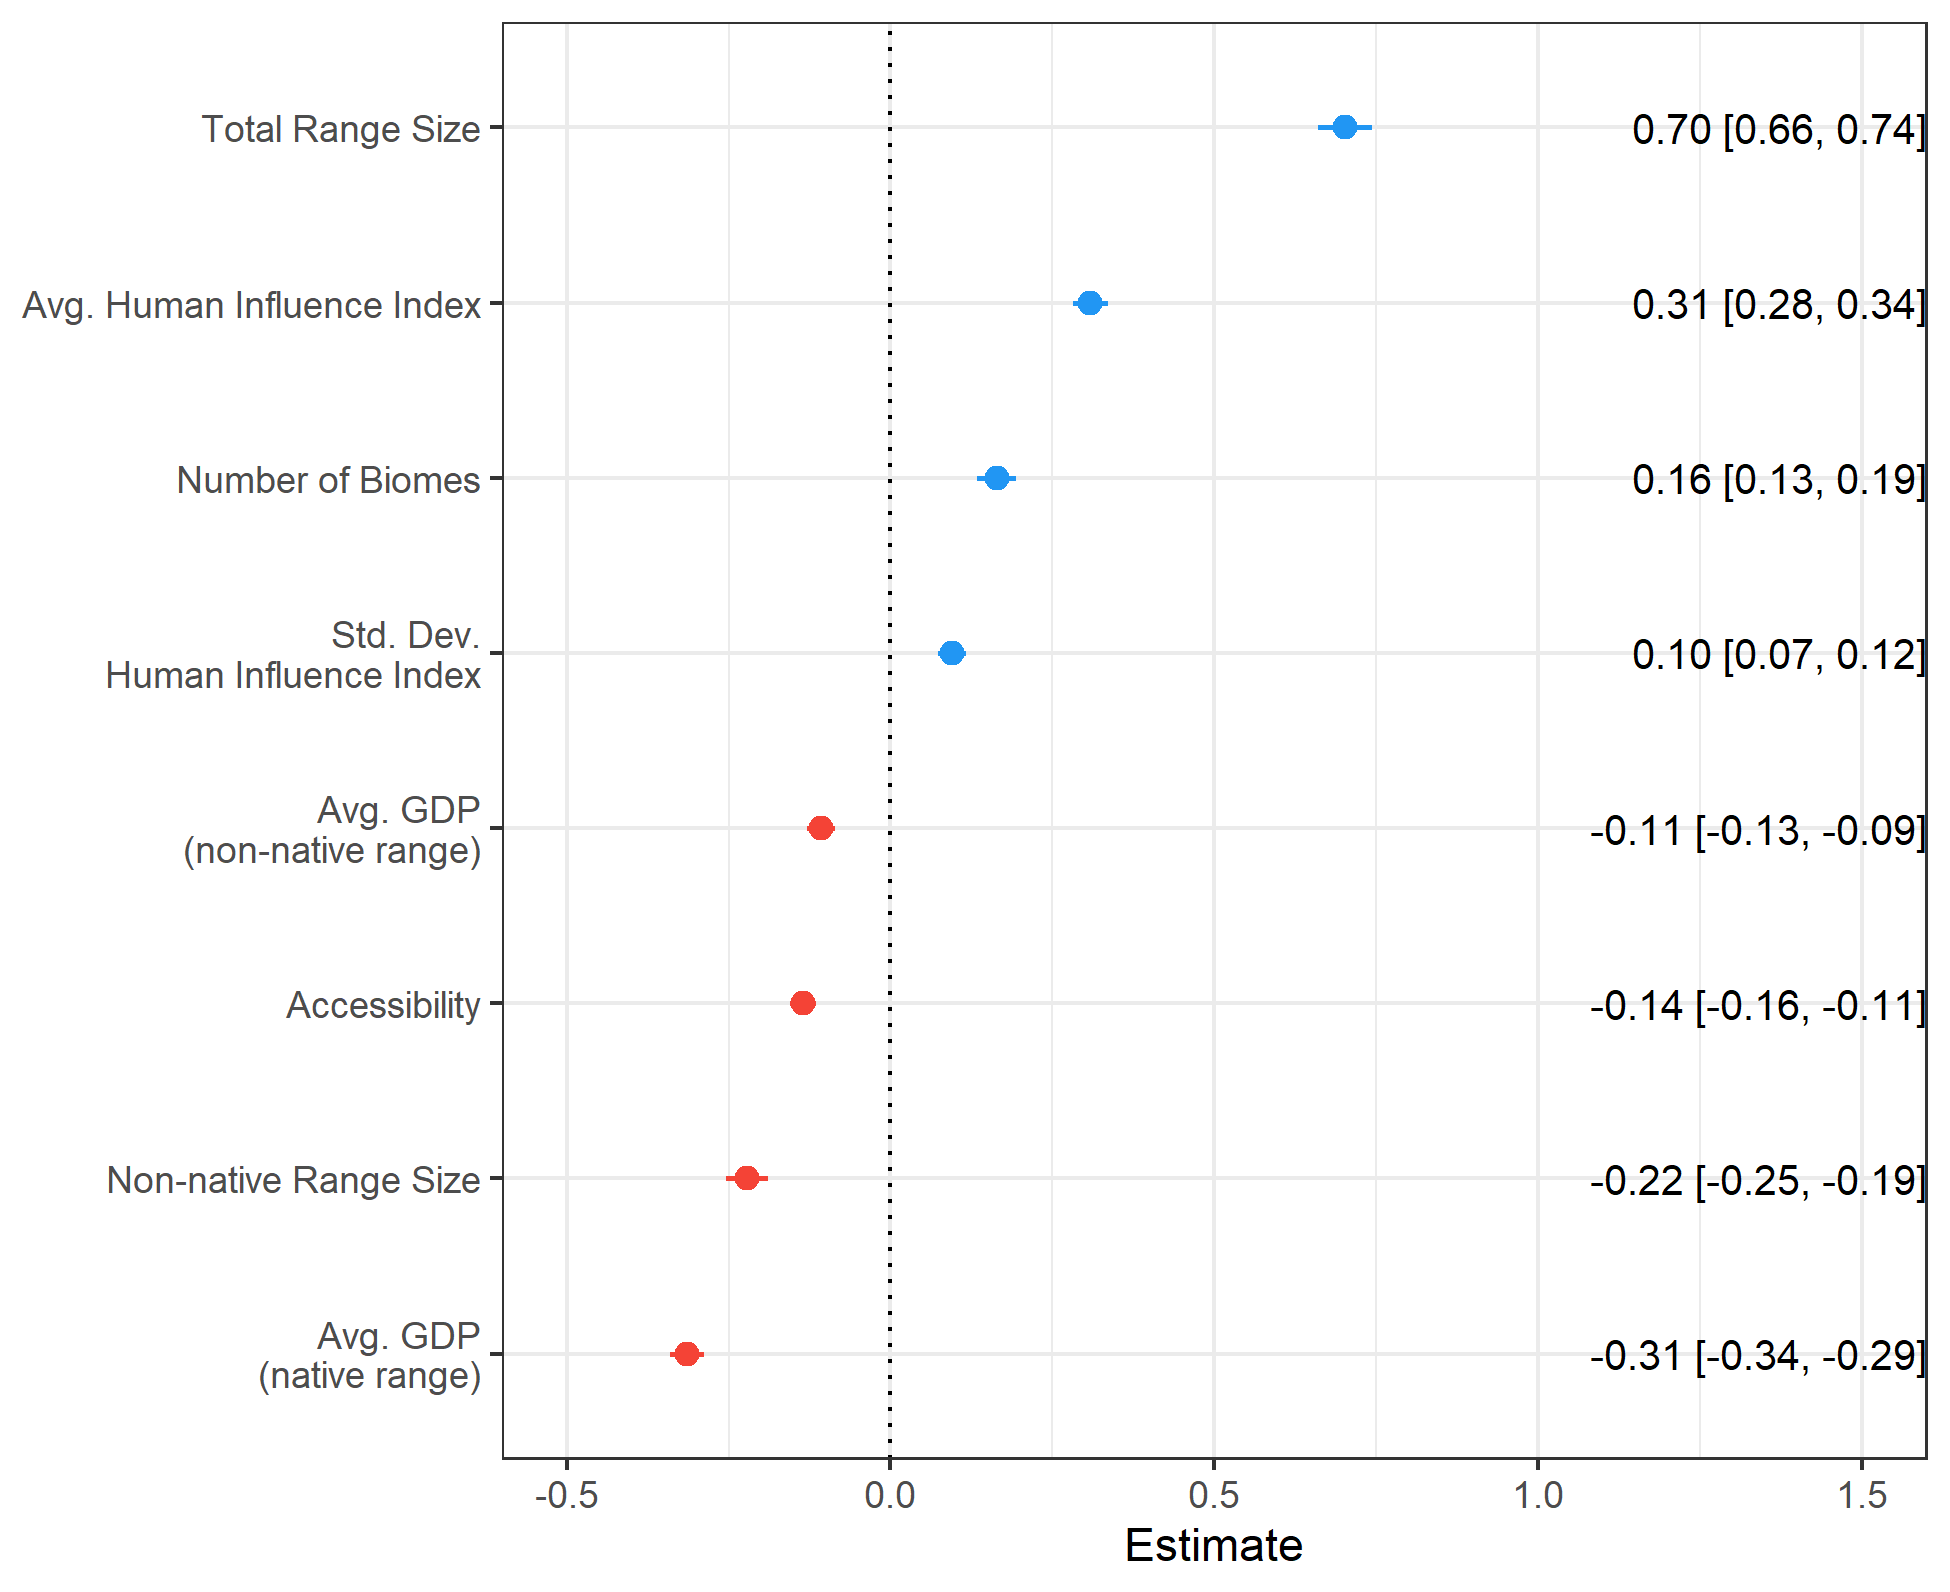 Total Range Size
0.70 [0.66, 0.74]
Avg. Human Influence Index
0.31 [0.28, 0.34]
Number of Biomes
0.16 [0.13, 0.19]
Std. Dev.
Human Influence Index
0.10 [0.07, 0.12]
Avg. GDP
(non-native range)
-0.11 [-0.13, -0.09]
Accessibility
-0.14 [-0.16, -0.11]
Non-native Range Size
-0.22 [-0.25, -0.19]
Avg. GDP
(native range)
-0.31 [-0.34, -0.29]
-0.5 0.0 0.5 1.0 1.5
Estimate